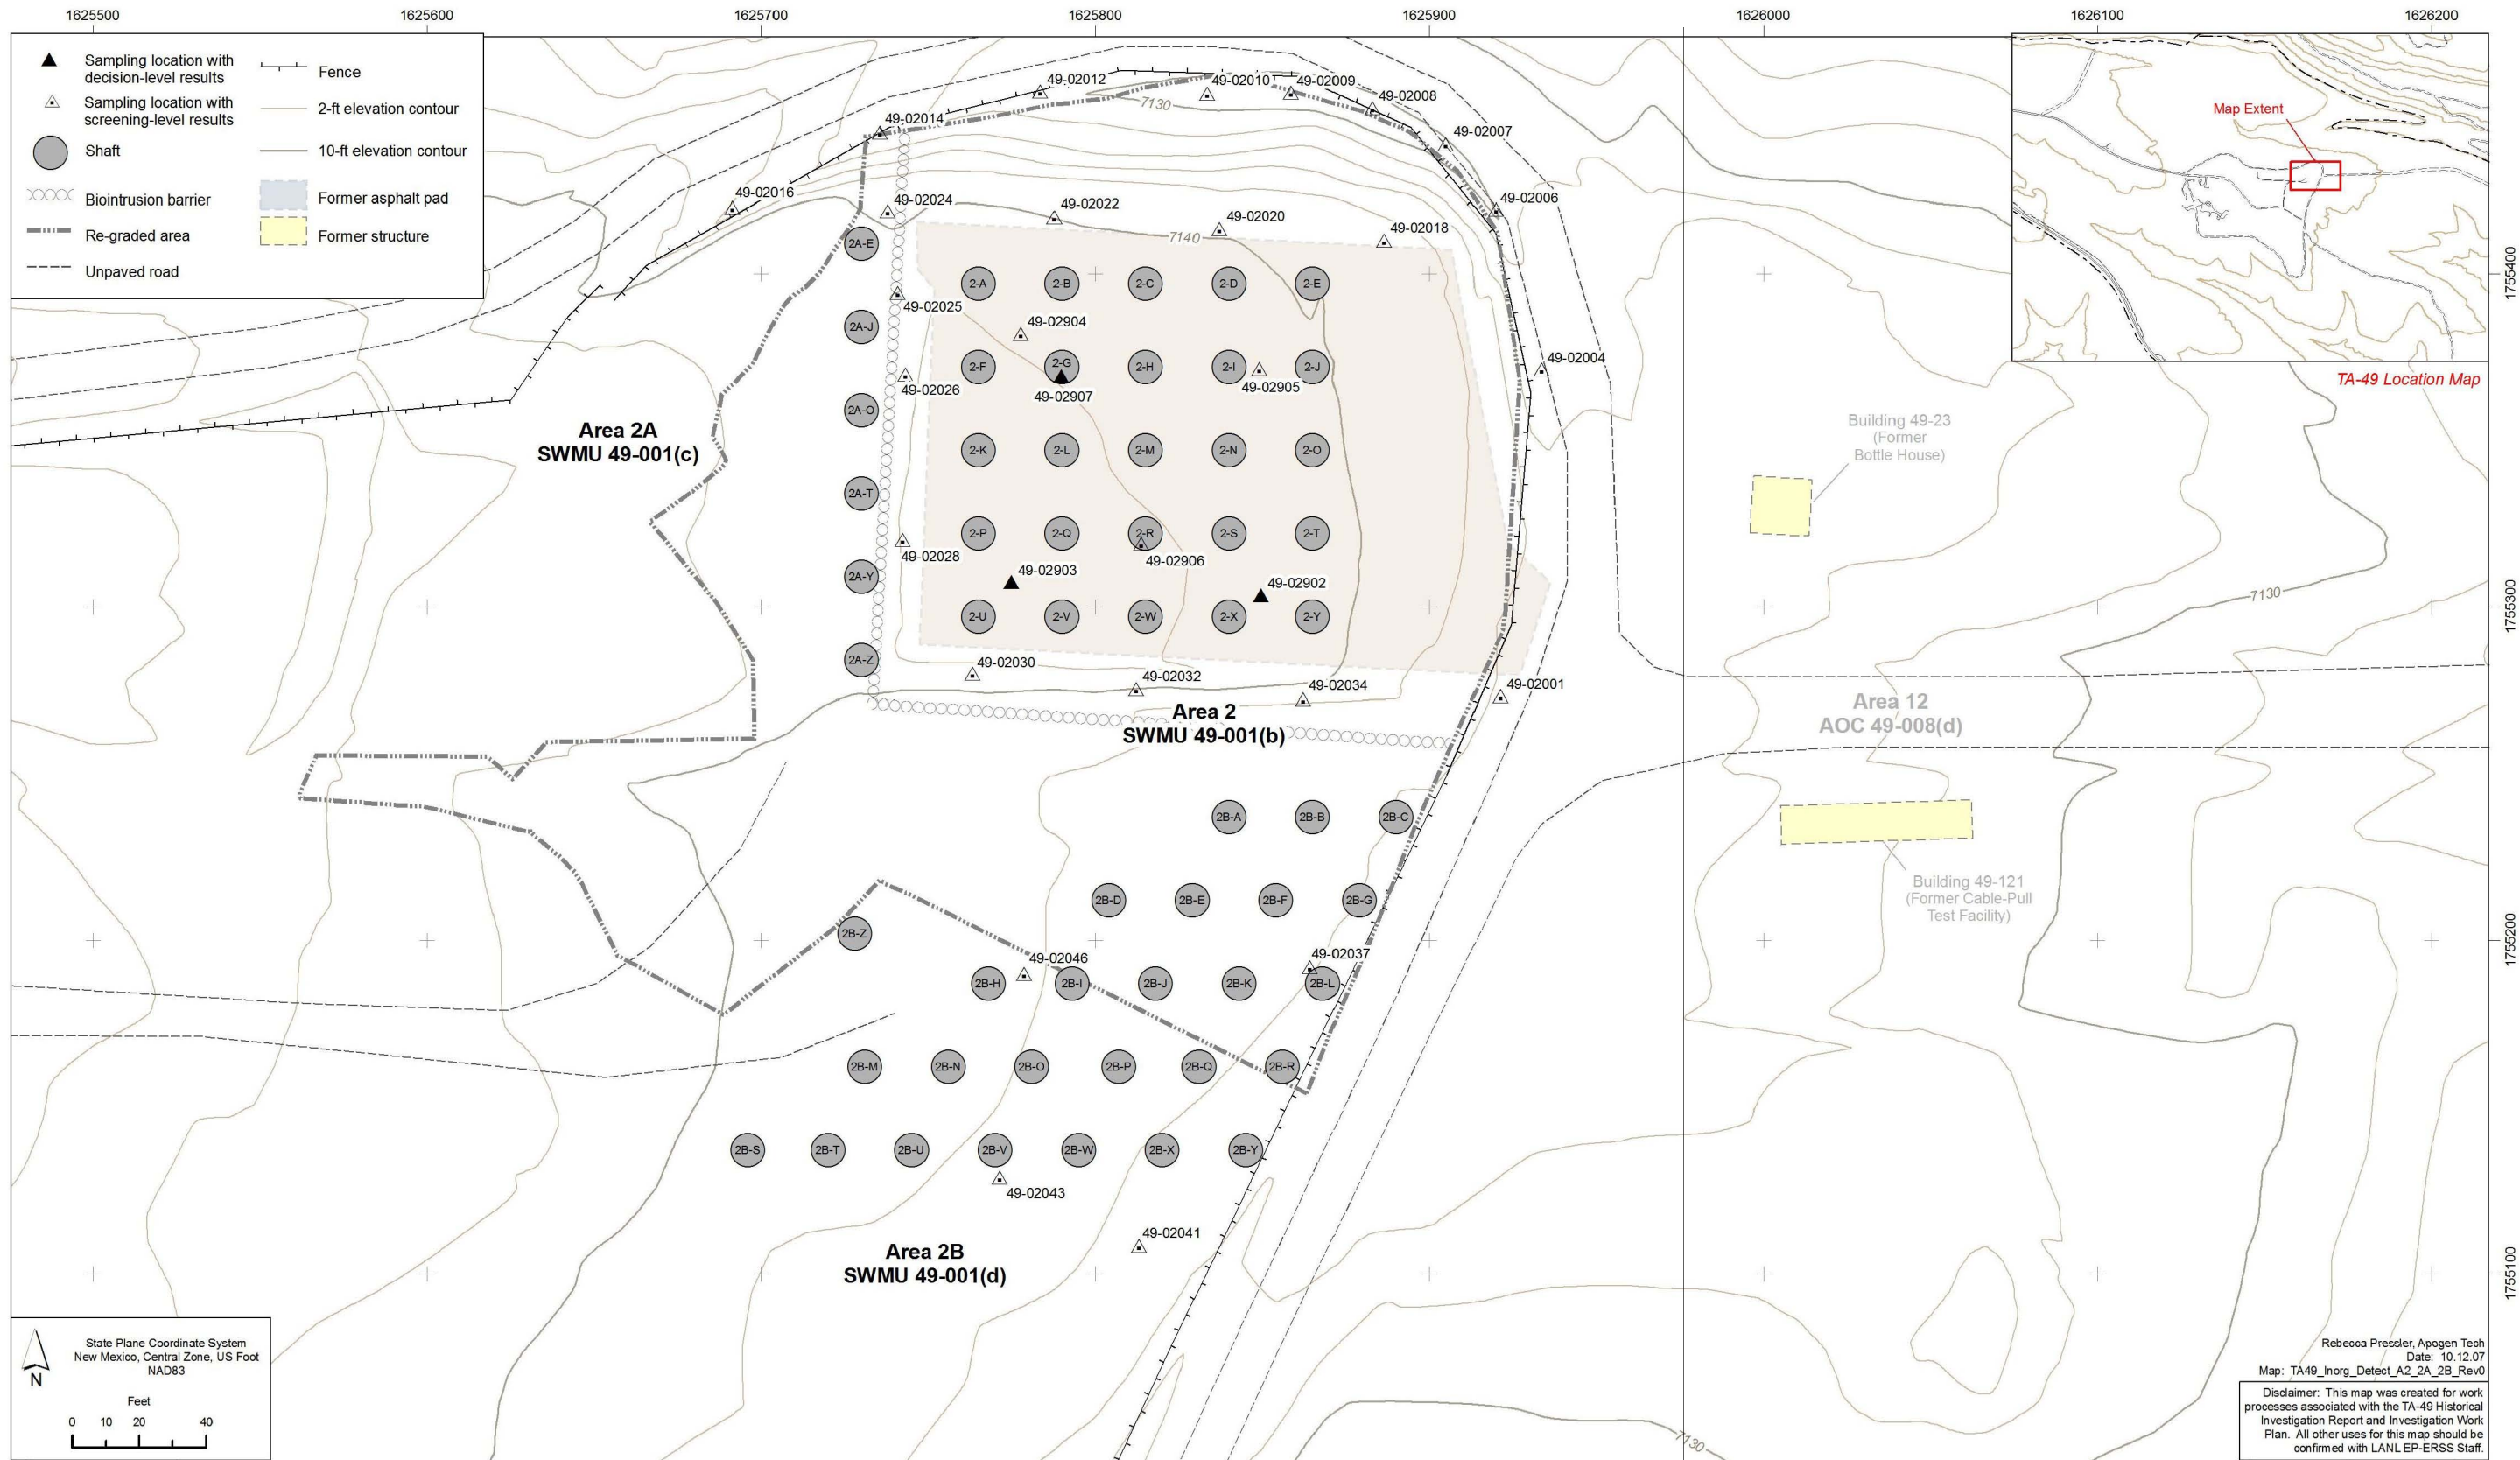 1625500
1625600
1625700
1625800
1625900
1626000
1626100
1626200
Sampling location with
decision-level results
Sampling location with
screening-level results
Shaft
Biointrusion barrier
Re-graded area
Unpaved road
Fence
2-ft elevation contour
10-ft elevation contour
Former asphalt pad
Former structure
49-02012
49-02010
49-02009
49-02008
7130
49-02014
49-02007
49-02016
49-02024
49-02022
49-02020
49-02018
49-02006
7140
2A-E
2-A
2-B
2-C
2-D
2-E
49-02025
2A-J
49-02904
49-02004
2-F
2-G
2-H
2-I
2-J
49-02026
49-02907
49-02905
2A-O
Area 2A
SWMU 49-001(c)
2-K
2-L
2-M
2-N
2-O
2A-T
2-P
2-Q
2-R
2-S
2-T
49-02028
49-02906
2A-Y
49-02903
49-02902
2-U
2-V
2-W
2-X
2-Y
2A-Z
49-02030
49-02032
49-02034
49-02001
Area 2
SWMU 49-001(b)
2B-A
2B-B
2B-C
2B-D
2B-E
2B-F
2B-G
2B-Z
49-02046
49-02037
2B-H
2B-I
2B-J
2B-K
2B-L
2B-M
2B-N
2B-O
2B-P
2B-Q
2B-R
2B-S
2B-T
2B-U
2B-V
2B-W
2B-X
2B-Y
49-02043
49-02041
Area 2B
SWMU 49-001(d)
Map Extent
TA-49 Location Map
Building 49-23
(Former
Bottle House)
7130
Area 12
AOC 49-008(d)
Building 49-121
(Former Cable-Pull
Test Facility)
7130
1755400
1755300
1755200
1755100
N
State Plane Coordinate System
New Mexico, Central Zone, US Foot
NAD83
Feet
0 10 20 40
Rebecca Pressler, Apogen Tech
Date: 10.12.07
Map: TA49_Inorg_Detect_A2_2A_2B_Rev0
Disclaimer: This map was created for work
processes associated with the TA-49 Historical
Investigation Report and Investigation Work
Plan. All other uses for this map should be
confirmed with LANL EP-ERSS Staff.